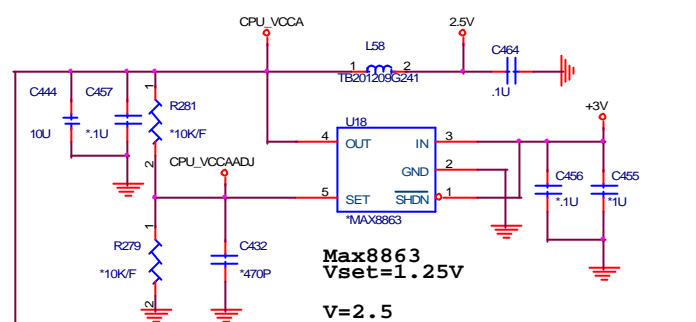 CPU_VCCA
2.5V
L58
1
2
TB201209G241
C464
.1U
+3V
C444
10U
C457
*.1U
1
R281
*10K/F
2
U18
4
OUT
IN
3
GND
2
5
SET
SHDN
1
*MAX8863
CPU_VCCAADJ
C456
*.1U
C455
*1U
1
R279
*10K/F
2
C432
*470P
Max8863
Vset=1.25V
V=2.5